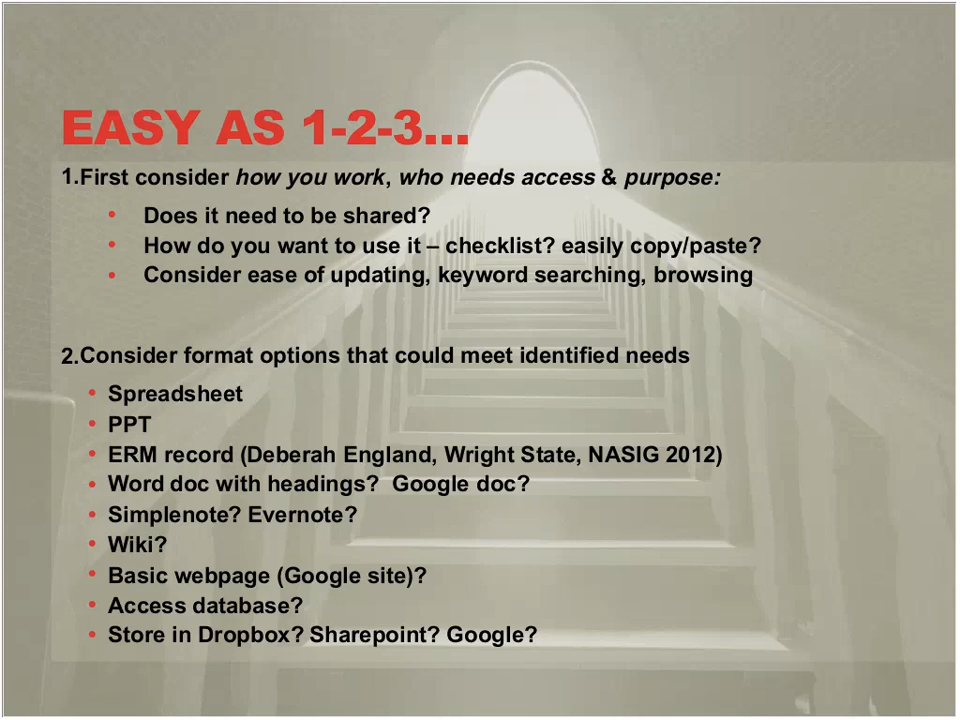 EASY AS 1-2-3...
1.First consider how you work, who needs access & purpose:
• Does it need to be shared?
• How do you want to use it – checklist? easily copy/paste?
• Consider ease of updating, keyword searching, browsing
2.Consider format options that could meet identified needs
• Spreadsheet
• PPT
• ERM record (Deberah England, Wright State, NASIG 2012)
• Word doc with headings?  Google doc?
• Simplenote? Evernote?
• Wiki?
• Basic webpage (Google site)?
• Access database?
• Store in Dropbox? Sharepoint? Google?